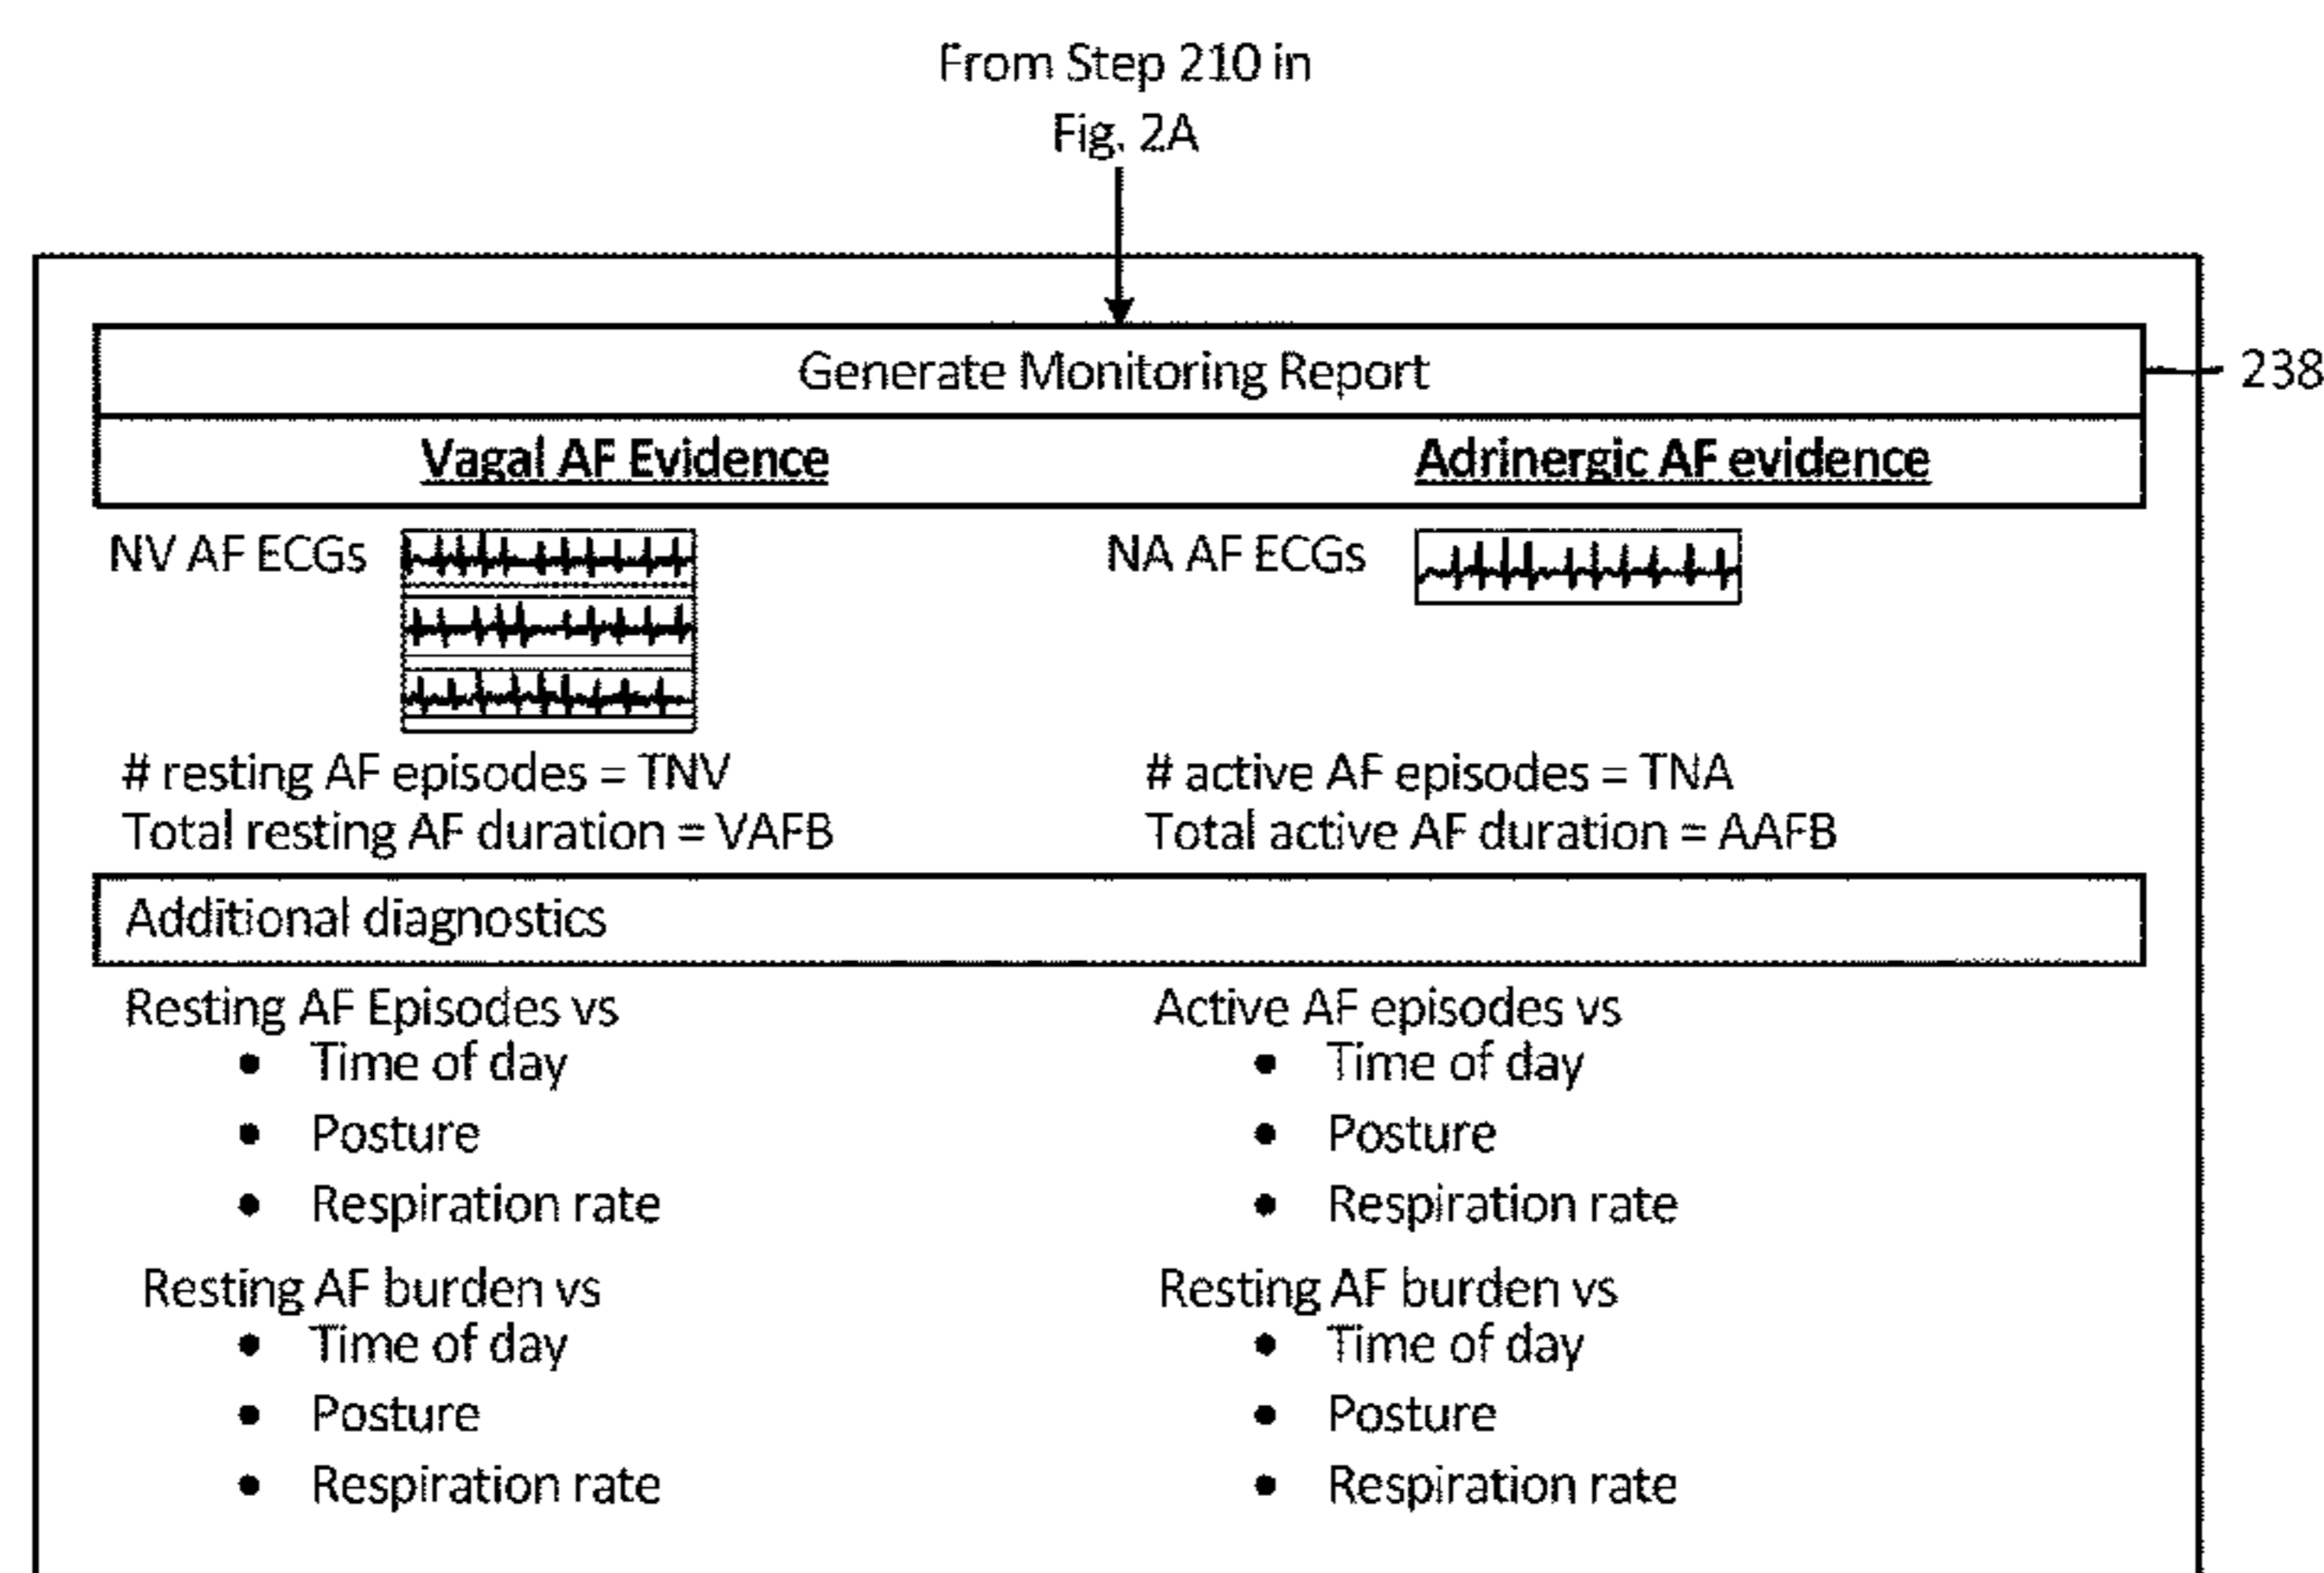 From Step 210 in
Fig. 2A
Generate Monitoring Report
238
Vagal AF Evidence
Adrinergic AF evidence
NV AF ECGs
NA AF ECGs
# resting AF episodes = TNV
Total resting AF duration = VAFB
# active AF episodes = TNA
Total active AF duration = AAFB
Additional diagnostics
Resting AF Episodes vs
• Time of day
• Posture
• Respiration rate
Resting AF burden vs
• Time of day
• Posture
• Respiration rate
Active AF episodes vs
• Time of day
• Posture
• Respiration rate
Resting AF burden vs
• Time of day
• Posture
• Respiration rate